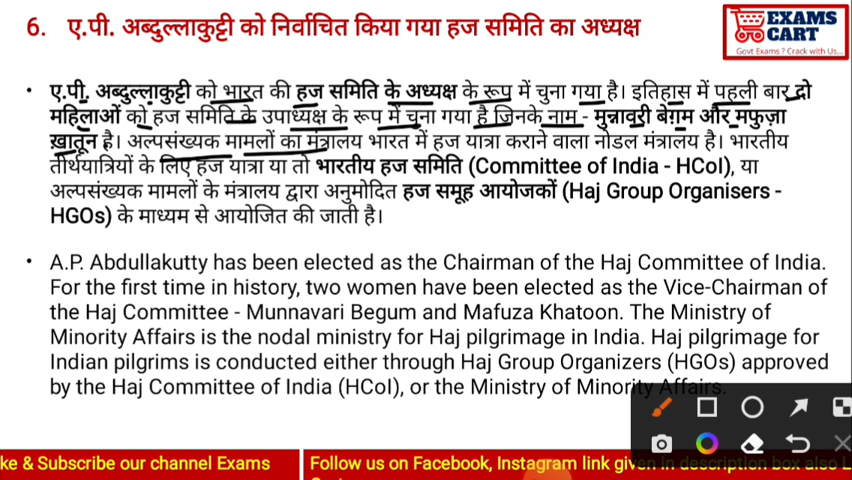 6. ए.पी. अब्दुल्लाकुट्टी को निर्वाचित किया गया हज समिति का अध्यक्ष
EXAMS
CART
Govt Exams ? Crack with Us...
• ए.पी. अब्दुल्लाकुट्टी को भारत की हज समिति के अध्यक्ष के रूप में चुना गया है। इतिहास में पहली बार दो
महिलाओं को हज समिति के उपाध्यक्ष के रूप में चुना गया है जिनके नाम - मुन्नावरी बेग़म और मफुज़ा
ख़ातून है। अल्पसंख्यक मामलों का मंत्रालय भारत में हज यात्रा कराने वाला नोडल मंत्रालय है। भारतीय
तीर्थयात्रियों के लिए हज यात्रा या तो भारतीय हज समिति (Committee of India - HCoI), या
अल्पसंख्यक मामलों के मंत्रालय द्वारा अनुमोदित हज समूह आयोजकों (Haj Group Organisers -
HGOs) के माध्यम से आयोजित की जाती है।
• A.P. Abdullakutty has been elected as the Chairman of the Haj Committee of India.
For the first time in history, two women have been elected as the Vice-Chairman of
the Haj Committee - Munnavari Begum and Mafuza Khatoon. The Ministry of
Minority Affairs is the nodal ministry for Haj pilgrimage in India. Haj pilgrimage for
Indian pilgrims is conducted either through Haj Group Organizers (HGOs) approved
by the Haj Committee of India (HCoI), or the Ministry of Minority Affairs.
ke & Subscribe our channel Exams
Follow us on Facebook, Instagram link given in description box also L